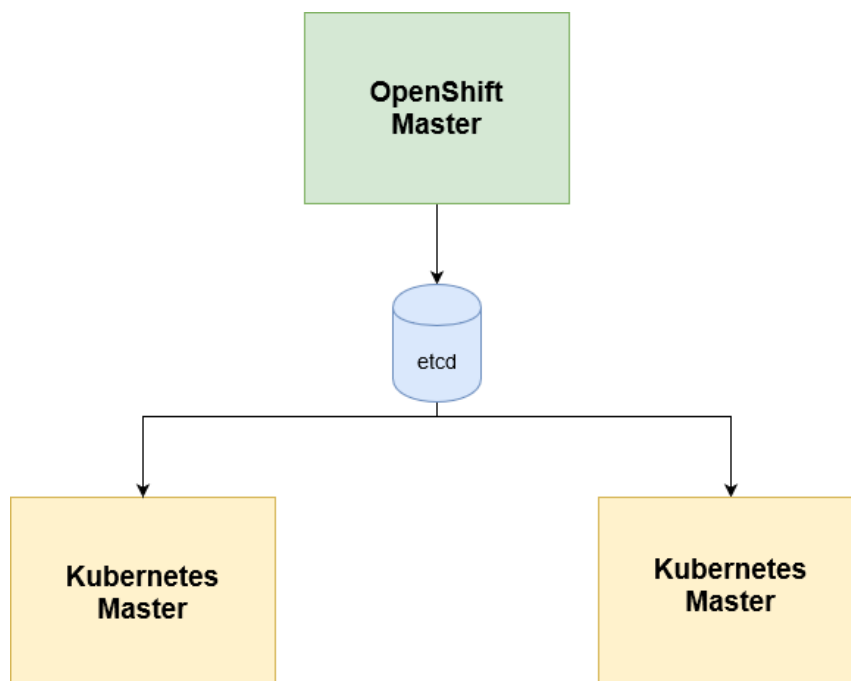 OpenShift
Master
etcd
Kubernetes
Master
Kubernetes
Master